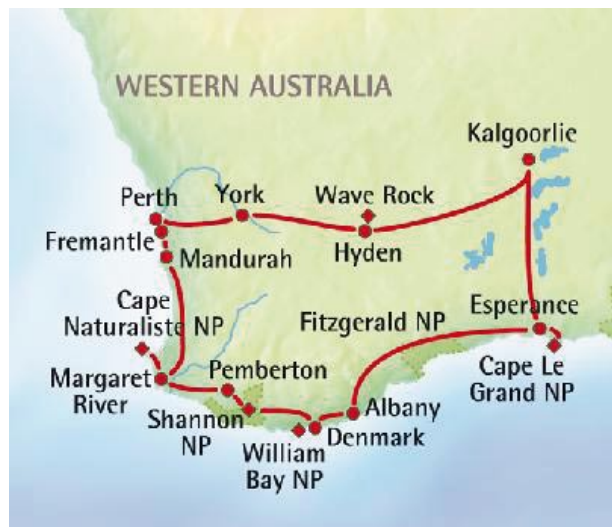 WESTERN AUSTRALIA
Kalgoorlie
Perth
York
Wave Rock
Fremantle
Mandurah
Hyden
Cape
Naturaliste NP
Fitzgerald NP
Esperance
Margaret
River
Pemberton
Cape Le
Grand NP
Shannon
NP
Albany
William
Bay NP
Denmark